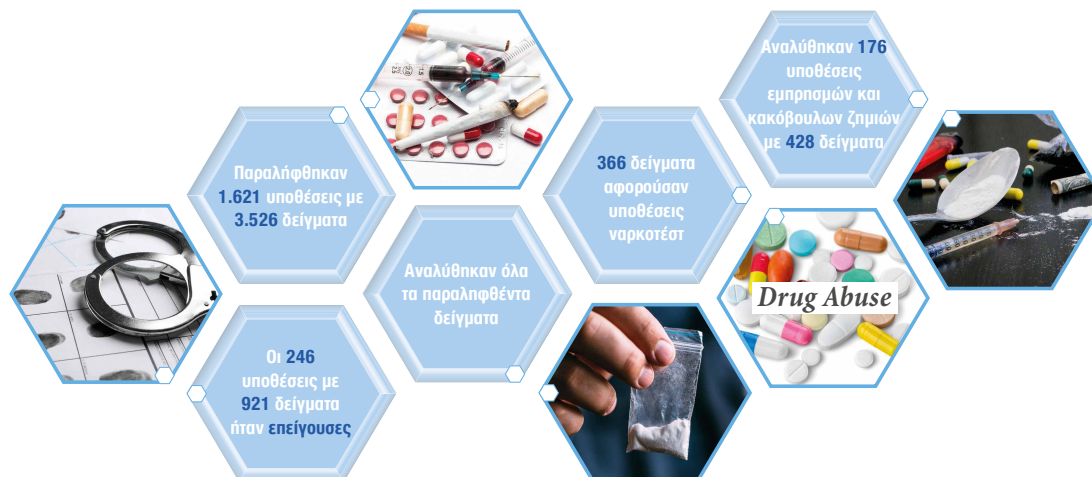 Παραλήφθηκαν
1.621 υποθέσεις με
3.526 δείγματα
Οι 246
υποθέσεις με
921 δείγματα
ήταν επείγουσες
Αναλύθηκαν όλα
τα παραληφθέντα
δείγματα
366 δείγματα
αφορούσαν
υποθέσεις
ναρκοτέστ
Αναλύθηκαν 176
υποθέσεις
εμπρησμών και
κακόβουλων ζημιών
με 428 δείγματα
Drug Abuse